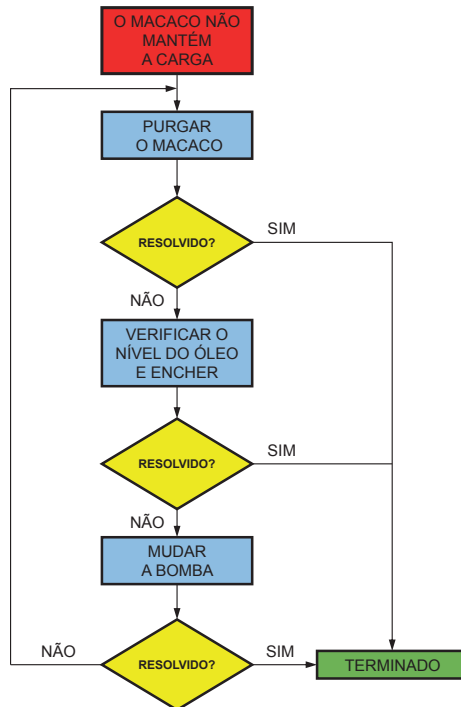 O MACACO NÃO
MANTÉM
A CARGA
PURGAR
O MACACO
RESOLVIDO?
SIM
NÃO
VERIFICAR O
NÍVEL DO ÓLEO
E ENCHER
RESOLVIDO?
SIM
NÃO
MUDAR
A BOMBA
NÃO
RESOLVIDO?
SIM
TERMINADO